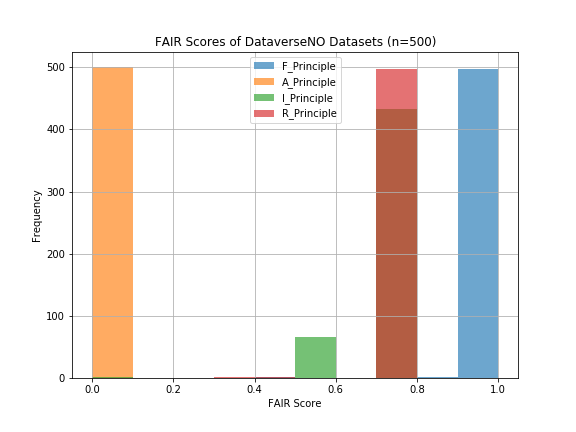 FAIR Scores of DataverseNO Datasets (n=500)
F_Principle
A_Principle
I_Principle
R_Principle
500
400
300
200
100
0
Frequency
0.0 0.2 0.4 0.6 0.8 1.0
FAIR Score